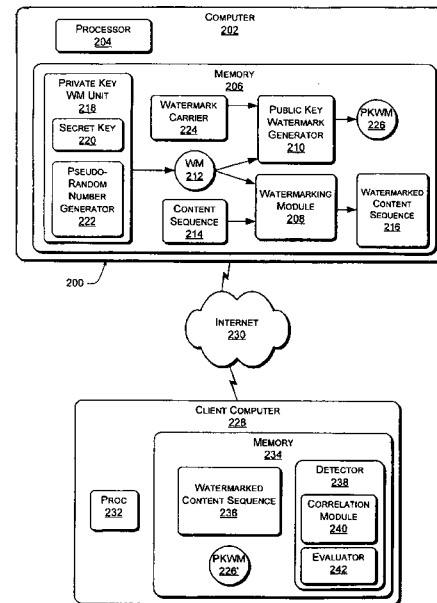 COMPUTER
202
PROCESSOR
204
MEMORY
206
PRIVATE KEY
WM UNIT
218
SECRET KEY
220
PSEUDO-
RANDOM
NUMBER
GENERATOR
222
WATERMARK
CARRIER
224
PUBLIC KEY
WATERMARK
GENERATOR
210
PKWM
226
WM
212
CONTENT
SEQUENCE
214
WATERMARKING
MODULE
208
WATERMARKED
CONTENT
SEQUENCE
216
200
INTERNET
230
CLIENT COMPUTER
228
MEMORY
234
PROC
232
WATERMARKED
CONTENT SEQUENCE
236
PKWM
226'
DETECTOR
238
CORRELATION
MODULE
240
EVALUATOR
242